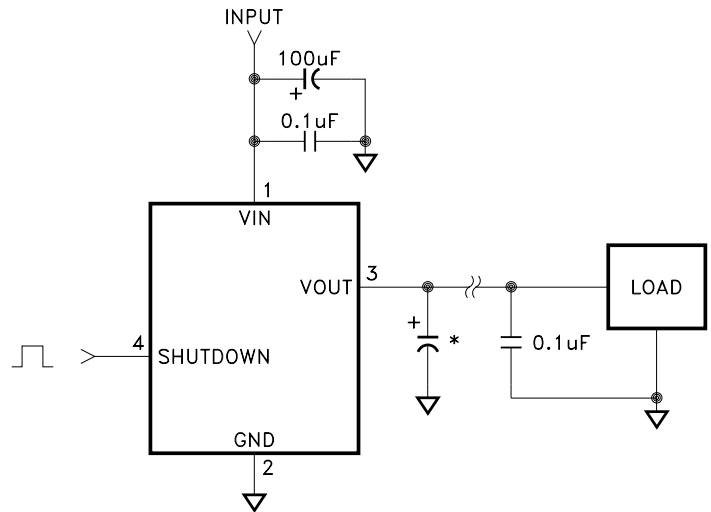 INPUT
100uF
+
0.1uF
1
VIN
VOUT
3
LOAD
+
*
0.1uF
4
SHUTDOWN
GND
2